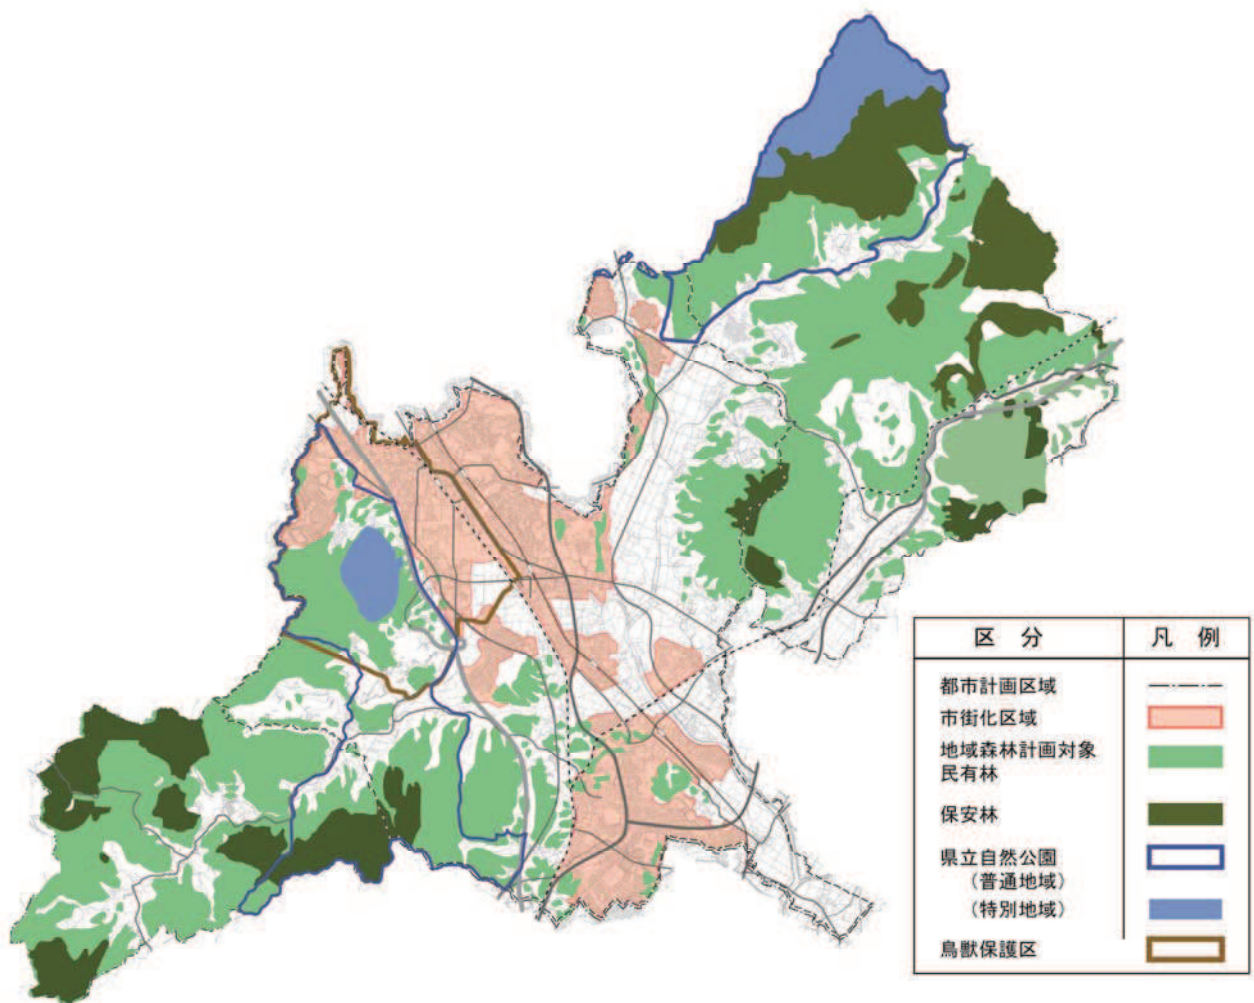 区 分 凡 例
都市計画区域
市街化区域
地域森林計画対象
民有林
保安林
県立自然公園
（普通地域）
（特別地域）
鳥獣保護区